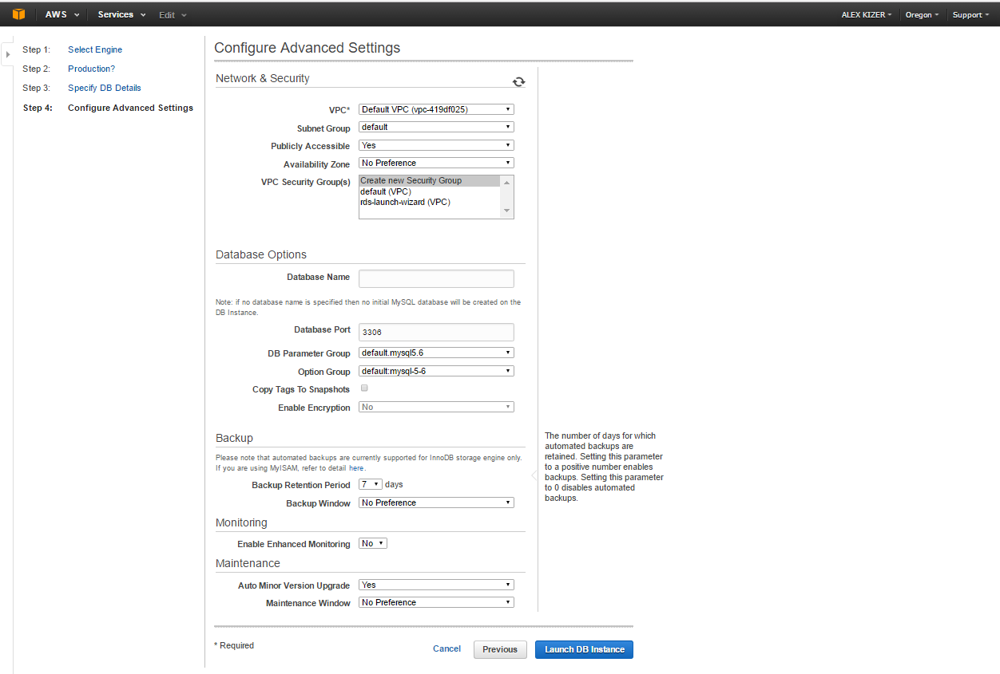 AWS Services Edit ALEX KIZER Oregon Support
Step 1: Select Engine
Step 2: Production?
Step 3: Specify DB Details
Step 4: Configure Advanced Settings
Configure Advanced Settings
Network & Security
VPC* Default VPC (vpc-419df025)
Subnet Group default
Publicly Accessible Yes
Availability Zone No Preference
VPC Security Group(s) Create new Security Group
default (VPC)
rds-launch-wizard (VPC)
Database Options
Database Name
Note: if no database name is specified then no initial MySQL database will be created on the
DB Instance.
Database Port 3306
DB Parameter Group default.mysql5.6
Option Group default:mysql-5-6
Copy Tags To Snapshots
Enable Encryption No
Backup
Please note that automated backups are currently supported for InnoDB storage engine only.
If you are using MyISAM, refer to detail here.
Backup Retention Period 7 days
Backup Window No Preference
The number of days for which
automated backups are
retained. Setting this parameter
to a positive number enables
backups. Setting this parameter
to 0 disables automated
backups.
Monitoring
Enable Enhanced Monitoring No
Maintenance
Auto Minor Version Upgrade Yes
Maintenance Window No Preference
* Required Cancel Previous Launch DB Instance